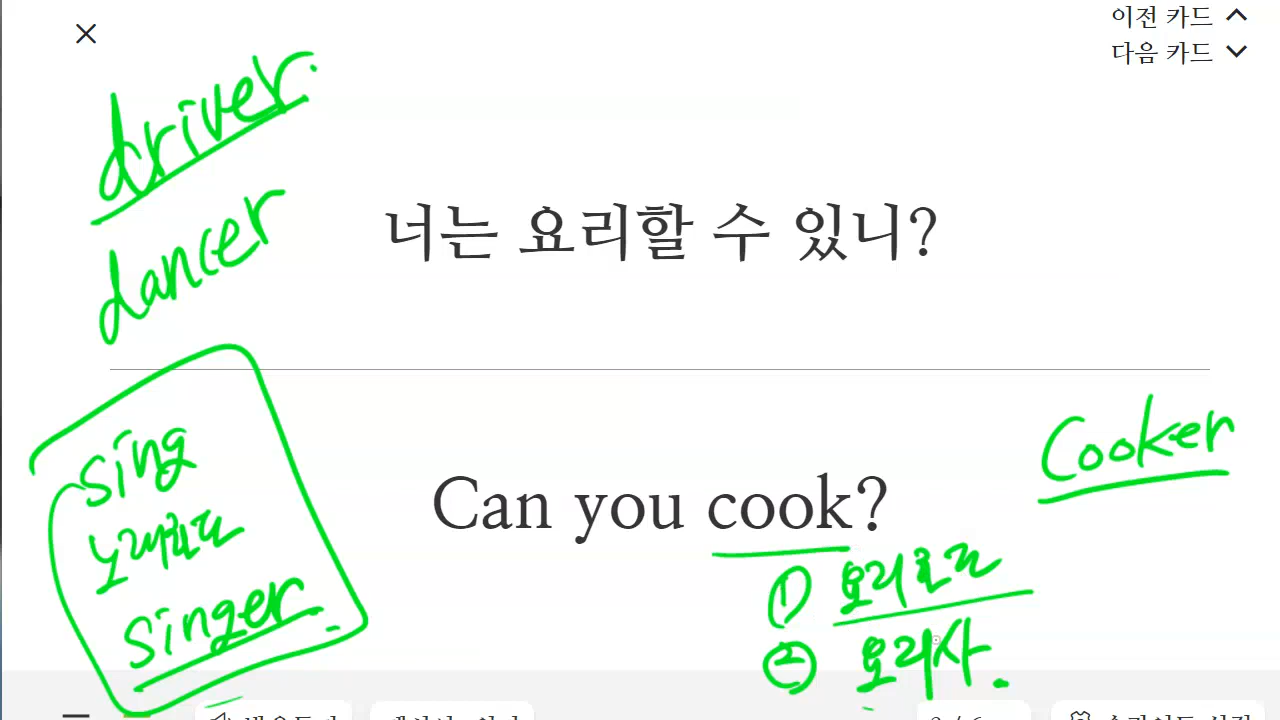 이전 카드
다음 카드
driver.
dancer
너는 요리할 수 있니?
Cooker
sing
노래하다
singer
Can you cook?
① 요리하다
② 요리사.